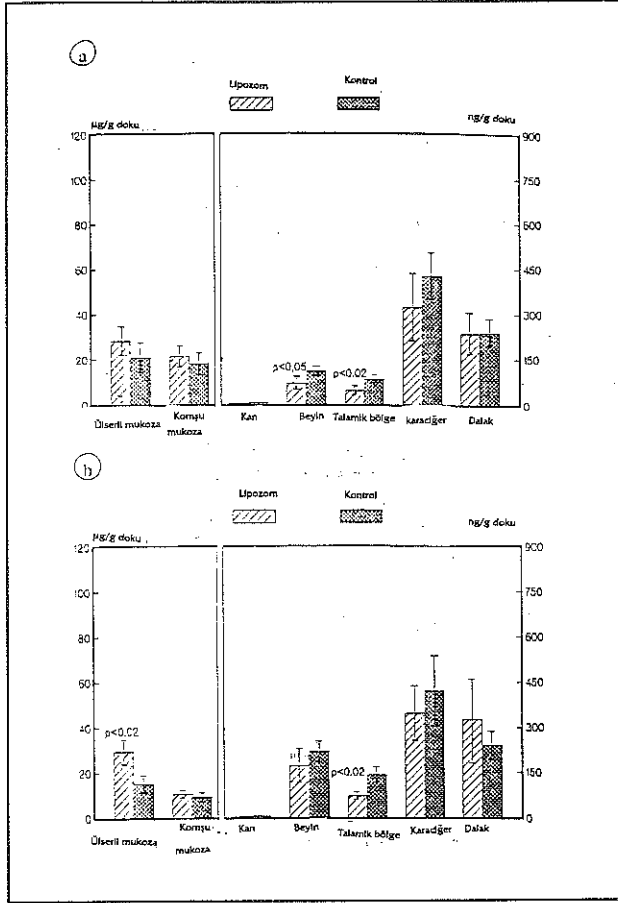 a
Lipozom Kontrol
µg/g doku ng/g doku
120 900
100 750
80 600
60 450
40 300
20 150
0 0
p<0,05 p<0.02
Ülserli mukoza Komşu mukoza Kan Beyin Talamik bölge karaciğer Dalak
b
Lipozom Kontrol
µg/g doku ng/g doku
120 900
100 750
80 600
60 450
40 300
20 150
0 0
p<0.02 p<0.02
Ülserli mukoza Komşu mukoza Kan Beyin Talamik bölge Karaciğer Dalak